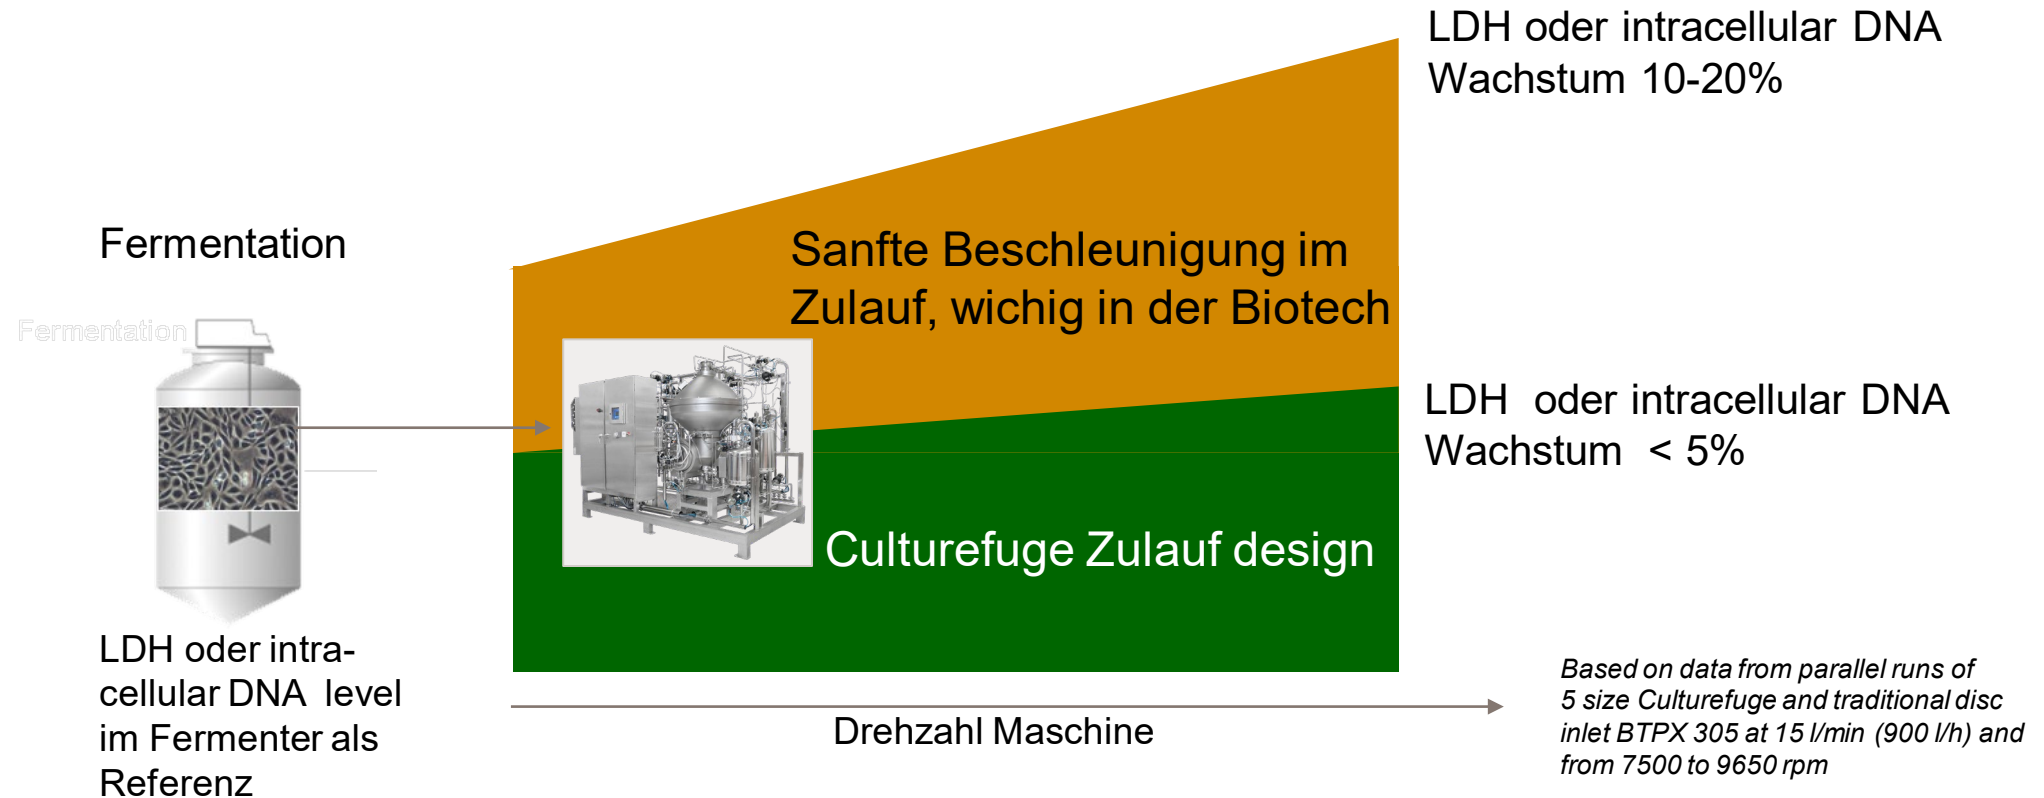 LDH oder intracellular DNA
Wachstum 10-20%
Fermentation
Sanfte Beschleunigung im
Zulauf, wichig in der Biotech
Fermentation
LDH oder intracellular DNA
Wachstum < 5%
Culturefuge Zulauf design
LDH oder intra-
cellular DNA level
im Fermenter als
Referenz
Drehzahl Maschine
Based on data from parallel runs of
5 size Culturefuge and traditional disc
inlet BTPX 305 at 15 l/min (900 l/h) and
from 7500 to 9650 rpm